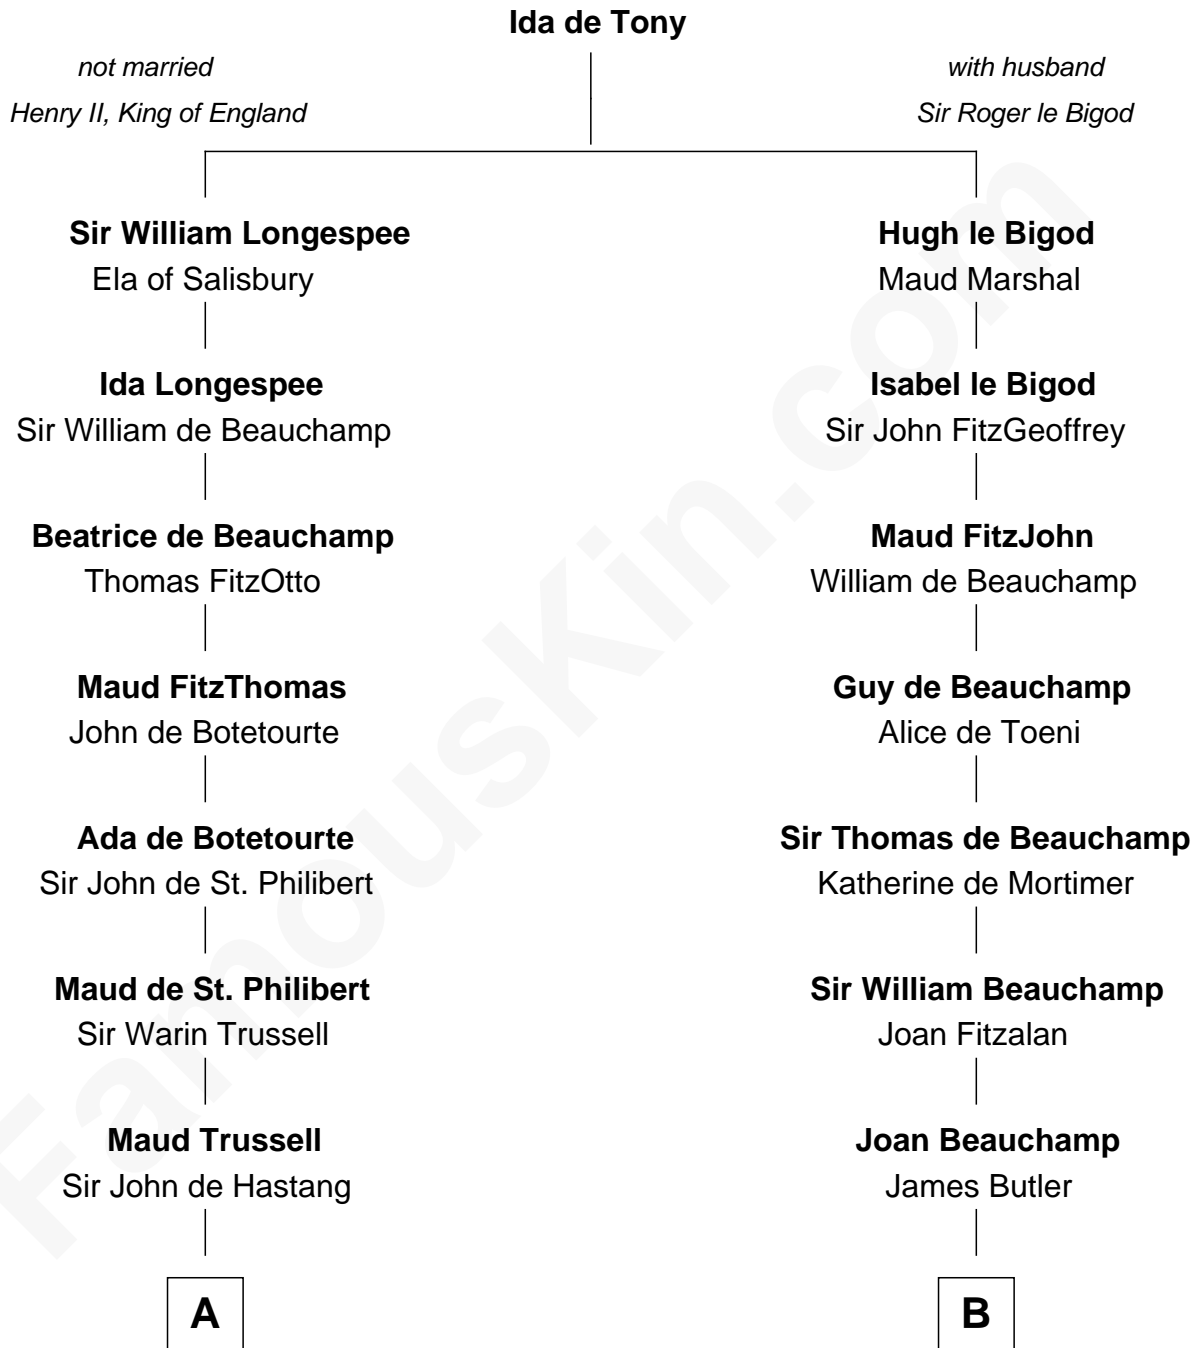 Ida de Tony
not married
Henry II, King of England
with husband
Sir Roger le Bigod
Sir William Longespee
Ela of Salisbury
Hugh le Bigod
Maud Marshal
Ida Longespee
Sir William de Beauchamp
Isabel le Bigod
Sir John FitzGeoffrey
Beatrice de Beauchamp
Thomas FitzOtto
Maud FitzJohn
William de Beauchamp
Maud FitzThomas
John de Botetourte
Guy de Beauchamp
Alice de Toeni
Ada de Botetourte
Sir John de St. Philibert
Sir Thomas de Beauchamp
Katherine de Mortimer
Maud de St. Philibert
Sir Warin Trussell
Sir William Beauchamp
Joan Fitzalan
Maud Trussell
Sir John de Hastang
Joan Beauchamp
James Butler
A
B
FamousKin.com